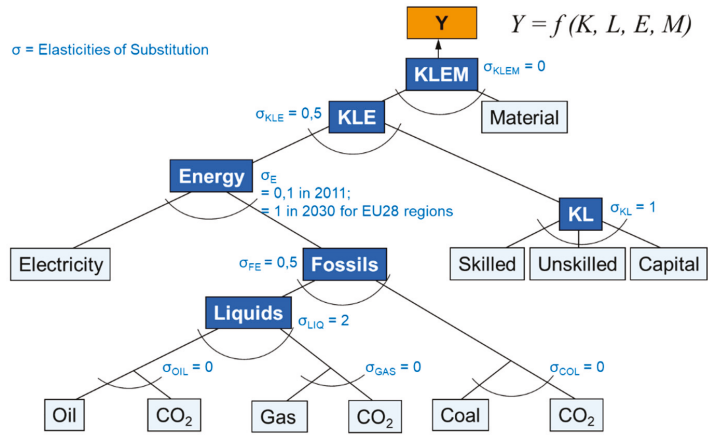 Y
Y = f (K, L, E, M)
σ = Elasticities of Substitution
KLEM
σKLEM = 0
σKLE = 0,5
KLE
Material
Energy
σE
= 0,1 in 2011;
= 1 in 2030 for EU28 regions
KL
σKL = 1
Electricity
σFE = 0,5
Fossils
Skilled
Unskilled
Capital
Liquids
σLIQ = 2
σOIL = 0
σGAS = 0
σCOL = 0
Oil
CO2
Gas
CO2
Coal
CO2